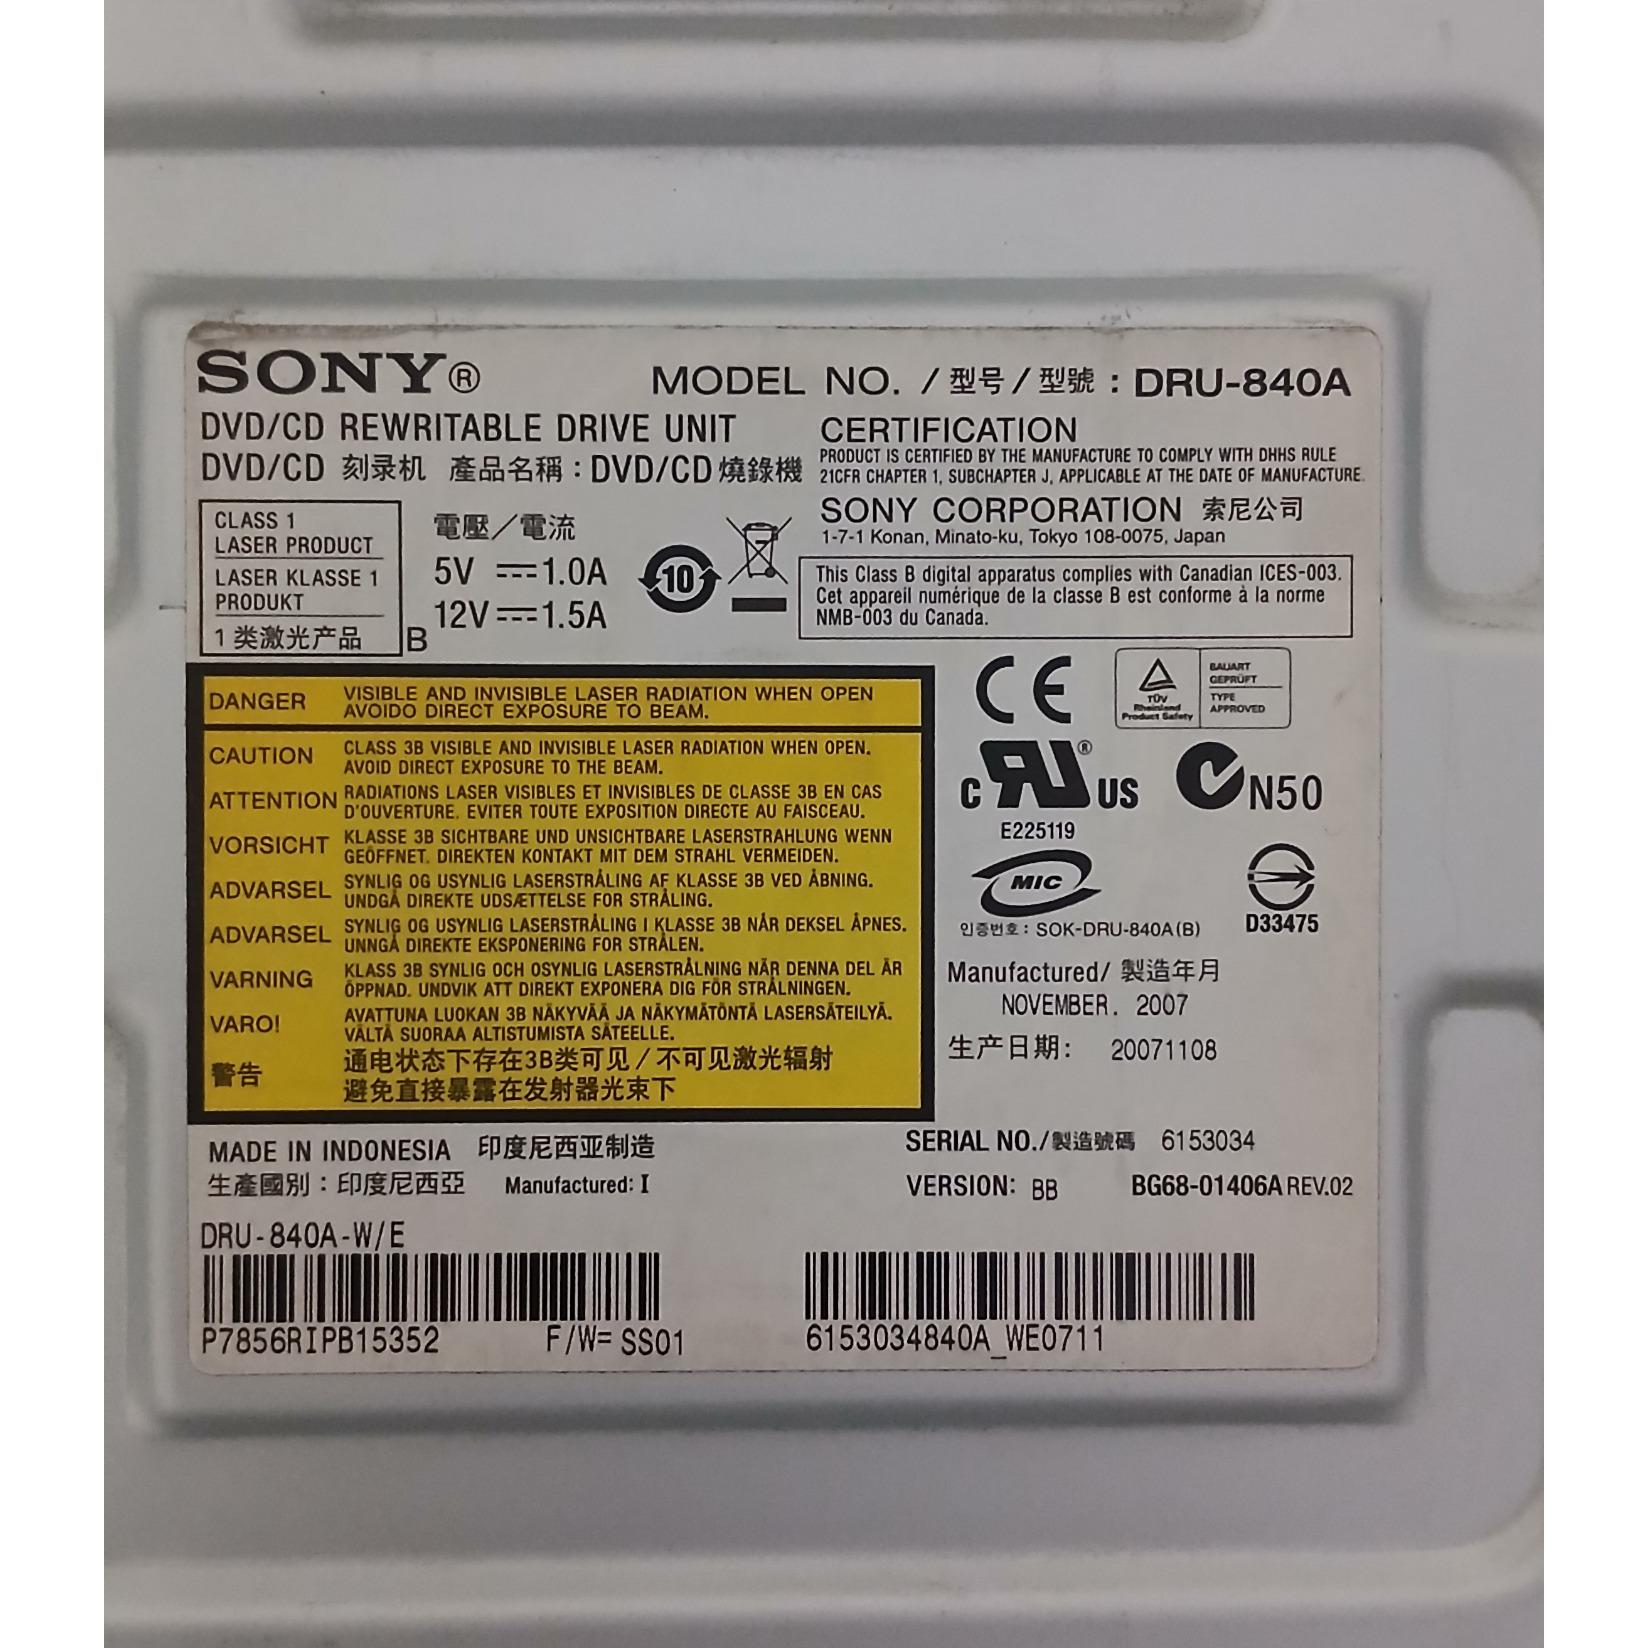 SONY®
MODEL NO. / 型号 / 型號 : DRU-840A
DVD/CD REWRITABLE DRIVE UNIT
DVD/CD 刻录机 產品名稱 : DVD/CD 燒錄機
CERTIFICATION
PRODUCT IS CERTIFIED BY THE MANUFACTURE TO COMPLY WITH DHHS RULE
21CFR CHAPTER 1, SUBCHAPTER J, APPLICABLE AT THE DATE OF MANUFACTURE.
SONY CORPORATION 索尼公司
1-7-1 Konan, Minato-ku, Tokyo 108-0075, Japan
CLASS 1
LASER PRODUCT
LASER KLASSE 1
PRODUKT
1 类激光产品
B
電壓／電流
5V ⎓ 1.0A
12V ⎓ 1.5A
10
This Class B digital apparatus complies with Canadian ICES-003.
Cet appareil numérique de la classe B est conforme à la norme
NMB-003 du Canada.
DANGER VISIBLE AND INVISIBLE LASER RADIATION WHEN OPEN
AVOIDO DIRECT EXPOSURE TO BEAM.
CAUTION CLASS 3B VISIBLE AND INVISIBLE LASER RADIATION WHEN OPEN.
AVOID DIRECT EXPOSURE TO THE BEAM.
ATTENTION RADIATIONS LASER VISIBLES ET INVISIBLES DE CLASSE 3B EN CAS
D'OUVERTURE. EVITER TOUTE EXPOSITION DIRECTE AU FAISCEAU.
VORSICHT KLASSE 3B SICHTBARE UND UNSICHTBARE LASERSTRAHLUNG WENN
GEÖFFNET. DIREKTEN KONTAKT MIT DEM STRAHL VERMEIDEN.
ADVARSEL SYNLIG OG USYNLIG LASERSTRÅLING AF KLASSE 3B VED ÅBNING.
UNDGÅ DIREKTE UDSÆTTELSE FOR STRÅLING.
ADVARSEL SYNLIG OG USYNLIG LASERSTRÅLING I KLASSE 3B NÅR DEKSEL ÅPNES.
UNNGÅ DIREKTE EKSPONERING FOR STRÅLEN.
VARNING KLASS 3B SYNLIG OCH OSYNLIG LASERSTRÅLNING NÄR DENNA DEL ÄR
ÖPPNAD. UNDVIK ATT DIREKT EXPONERA DIG FÖR STRÅLNINGEN.
VARO! AVATTUNA LUOKAN 3B NÄKYVÄÄ JA NÄKYMÄTÖNTÄ LASERSÄTEILYÄ.
VÄLTÄ SUORAA ALTISTUMISTA SÄTEELLE.
警告 通电状态下存在3B类可见 / 不可见激光辐射
避免直接暴露在发射器光束下
CE
TÜV
Rheinland
Product Safety
BAUART
GEPRÜFT
TYPE
APPROVED
C RU® US
E225119
N50
MIC
인증번호 : SOK-DRU-840A(B)
D33475
Manufactured/ 製造年月
NOVEMBER. 2007
生产日期: 20071108
MADE IN INDONESIA 印度尼西亚制造
生產國別 : 印度尼西亞 Manufactured: I
SERIAL NO./製造號碼 6153034
VERSION: BB BG68-01406A REV.02
DRU-840A-W/E
P7856RIPB15352 F/W= SS01
6153034840A_WE0711